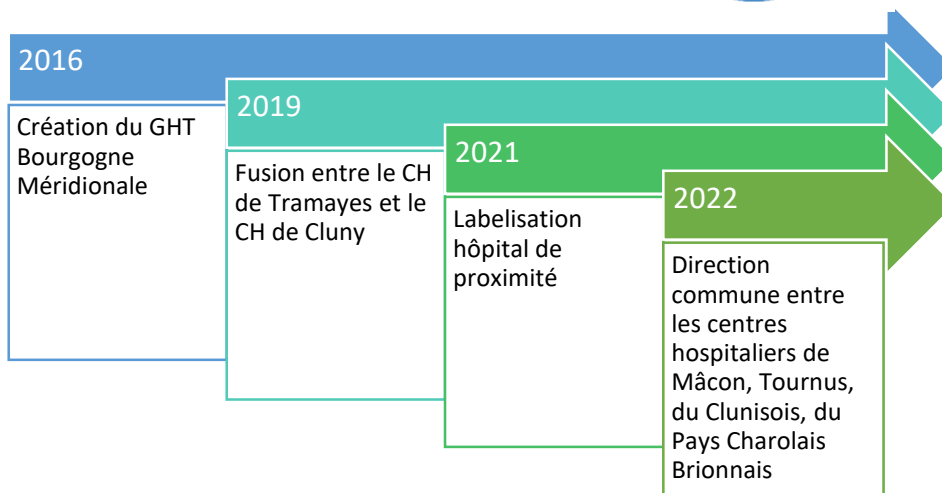 2016
Création du GHT
Bourgogne
Méridionale
2019
Fusion entre le CH
de Tramayes et le
CH de Cluny
2021
Labelisation
hôpital de
proximité
2022
Direction
commune entre
les centres
hospitaliers de
Mâcon, Tournus,
du Clunisois, du
Pays Charolais
Brionnais